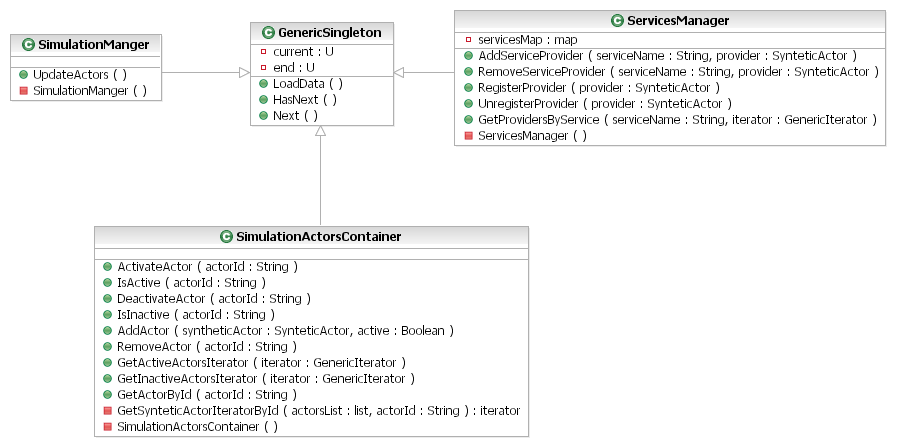 SimulationManger
UpdateActors ( )
SimulationManger ( )
GenericSingleton
current : U
end : U
LoadData ( )
HasNext ( )
Next ( )
ServicesManager
servicesMap : map
AddServiceProvider ( serviceName : String, provider : SynteticActor )
RemoveServiceProvider ( serviceName : String, provider : SynteticActor )
RegisterProvider ( provider : SynteticActor )
UnregisterProvider ( provider : SynteticActor )
GetProvidersByService ( serviceName : String, iterator : GenericIterator )
ServicesManager ( )
SimulationActorsContainer
ActivateActor ( actorId : String )
IsActive ( actorId : String )
DeactivateActor ( actorId : String )
IsInactive ( actorId : String )
AddActor ( syntheticActor : SynteticActor, active : Boolean )
RemoveActor ( actorId : String )
GetActiveActorsIterator ( iterator : GenericIterator )
GetInactiveActorsIterator ( iterator : GenericIterator )
GetActorById ( actorId : String )
GetSynteticActorIteratorById ( actorsList : list, actorId : String ) : iterator
SimulationActorsContainer ( )